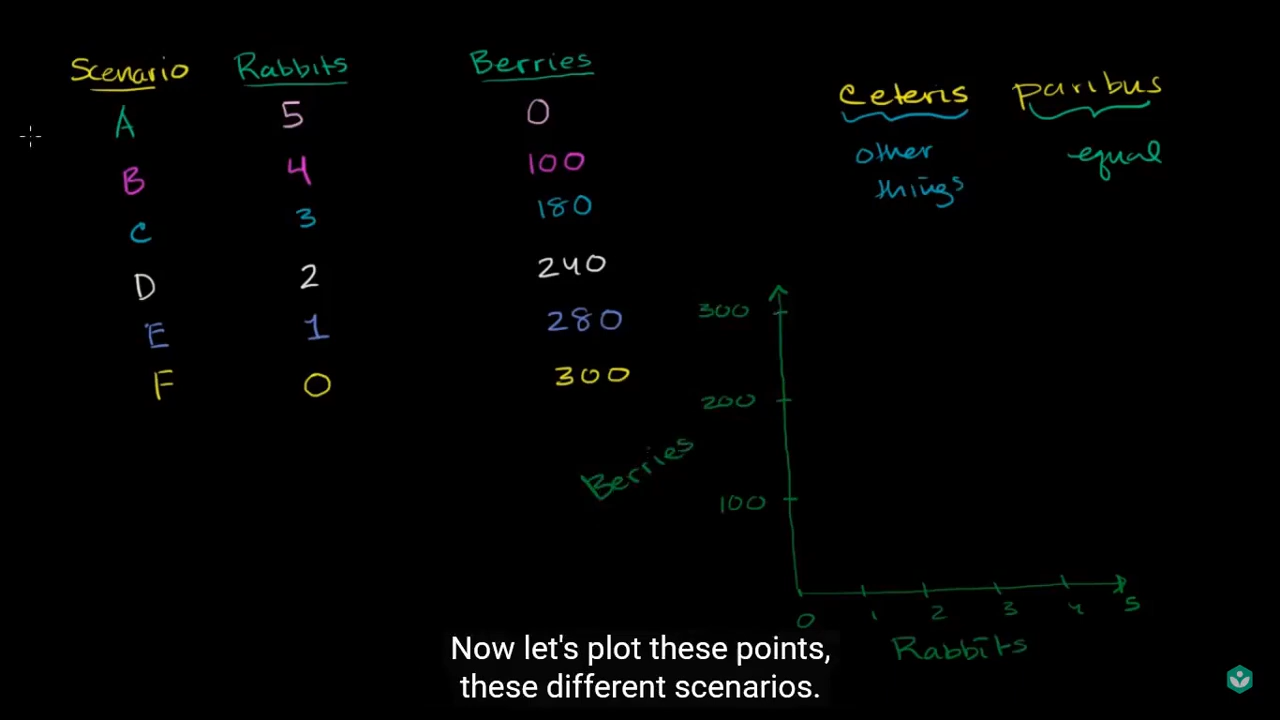 Scenario Rabbits Berries
A 5 0
B 4 100
C 3 180
D 2 240
E 1 280
F 0 300
Ceteris paribus
other equal
things
300
200
Berries
100
0 1 2 3 4 5
Rabbits
Now let's plot these points,
these different scenarios.